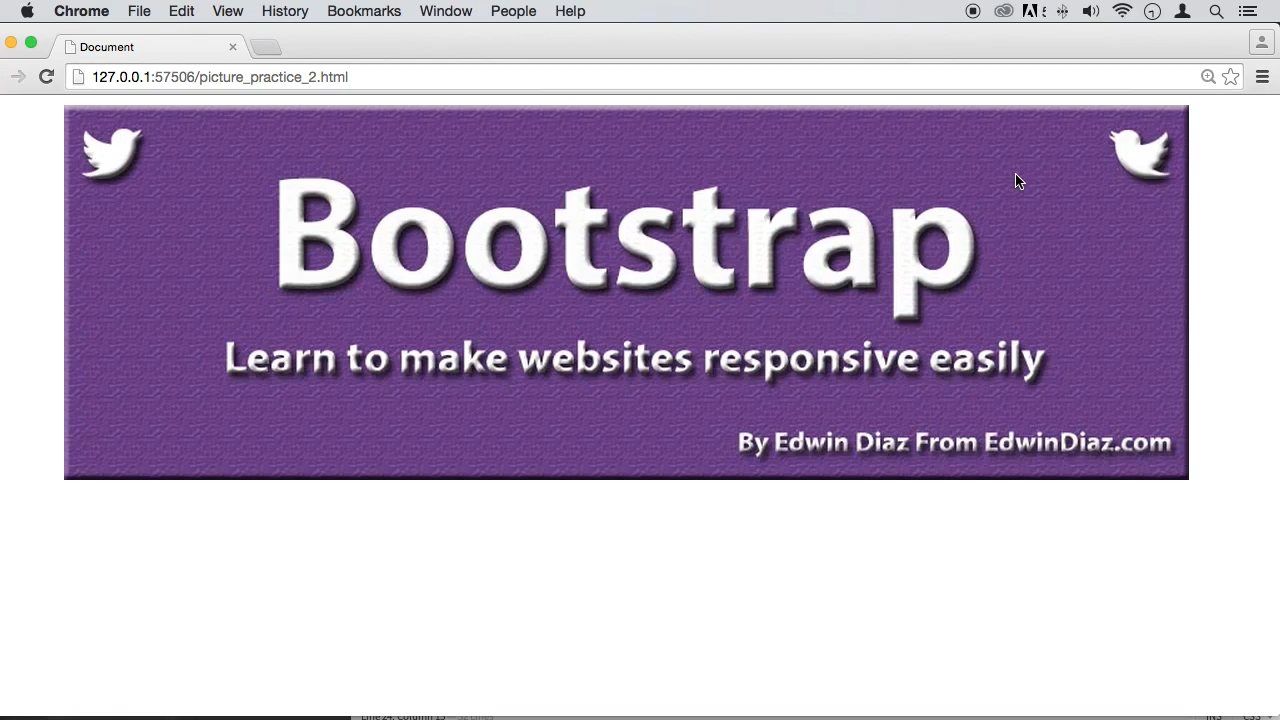 Chrome File Edit View History Bookmarks Window People Help
Document
127.0.0.1:57506/picture_practice_2.html
Bootstrap
Learn to make websites responsive easily
By Edwin Diaz From EdwinDiaz.com